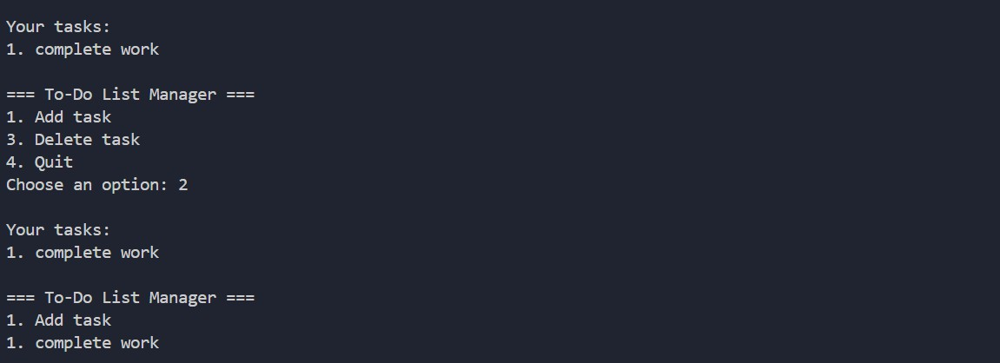 Your tasks:
1. complete work
=== To-Do List Manager ===
1. Add task
3. Delete task
4. Quit
Choose an option: 2
Your tasks:
1. complete work
=== To-Do List Manager ===
1. Add task
1. complete work